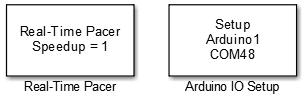 Real-Time Pacer
Speedup = 1
Real-Time Pacer
Setup
Arduino1
COM48
Arduino IO Setup